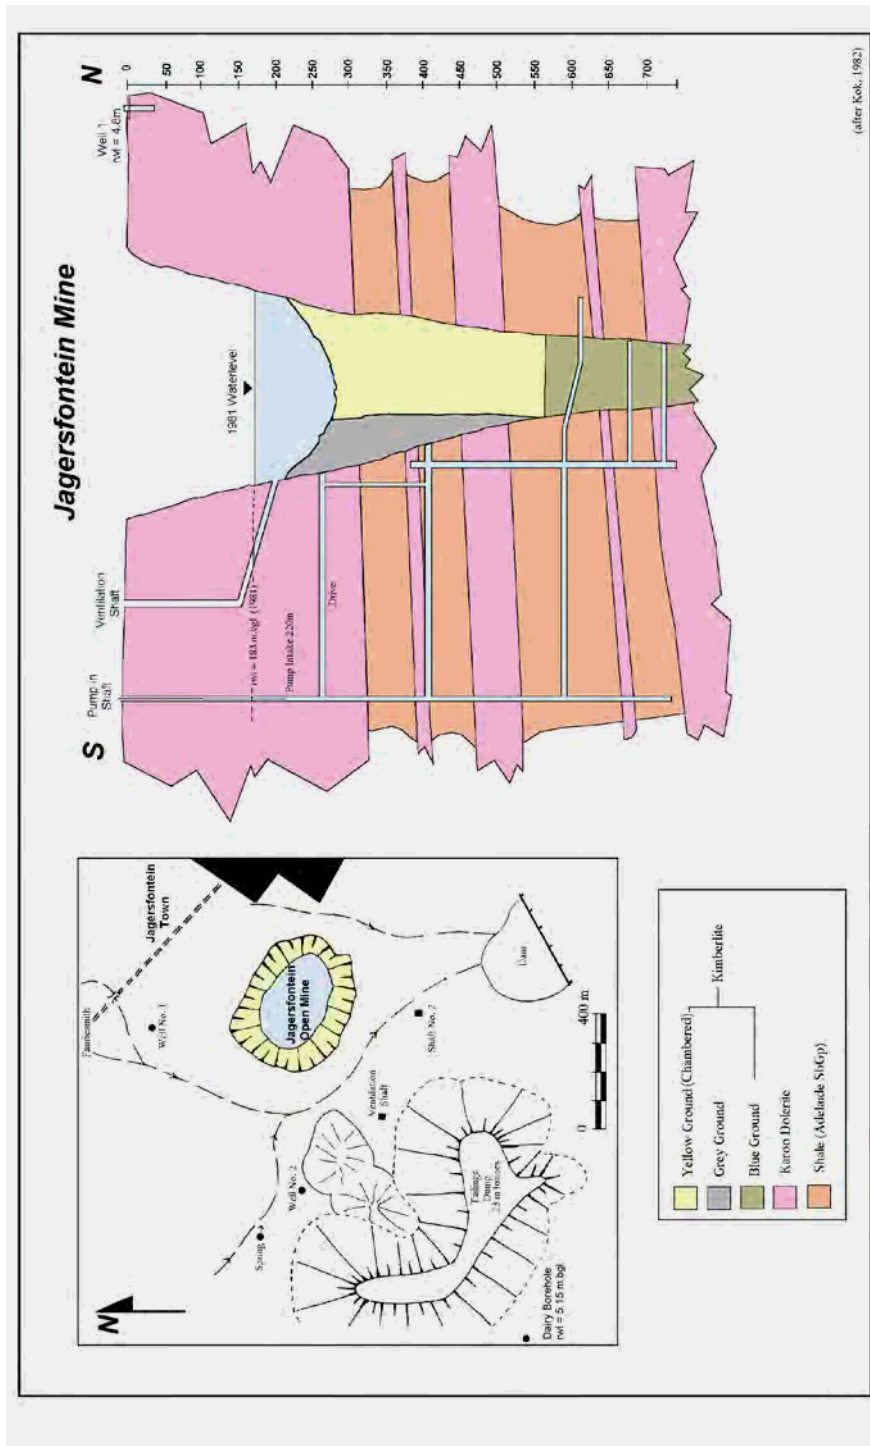 Jagersfontein Mine
S
N
Pump in
Shaft
Ventilation
Shaft
1981 Waterlevel
Well 1
rwl = 4.8m
0
50
100
150
200
250
300
350
400
450
500
550
600
650
700
rwl = 183 m.bgl (1981)
Pump Intake 220m
Drive
N
Fauriesmith
Jagersfontein
Town
Well No. 1
Jagersfontein
Open Mine
Spring
Well No. 2
Ventilation
Shaft
Shaft No. 2
Tailings
Dump
Dam
Dairy Borehole
rwl = 5.15 m.bgl
0
400 m
Yellow Ground (Chambered)
Grey Ground
Blue Ground
Kimberlite
Karoo Dolerite
Shale (Adelaide SbGp)
(after Kok, 1982)